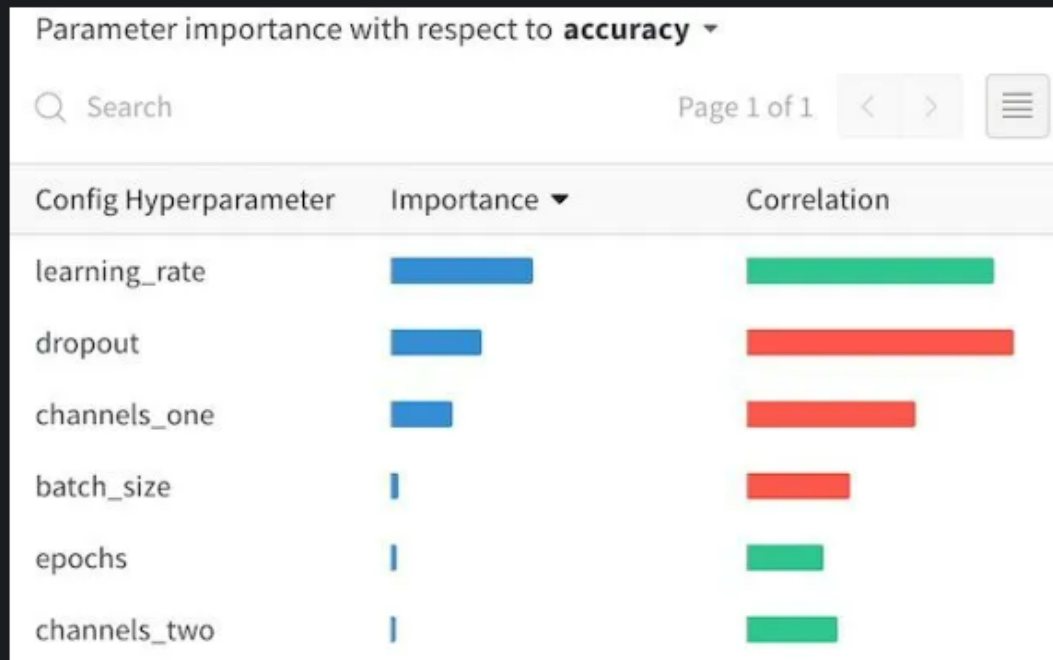 Parameter importance with respect to accuracy
Search
Page 1 of 1
Config Hyperparameter Importance Correlation
learning_rate
dropout
channels_one
batch_size
epochs
channels_two